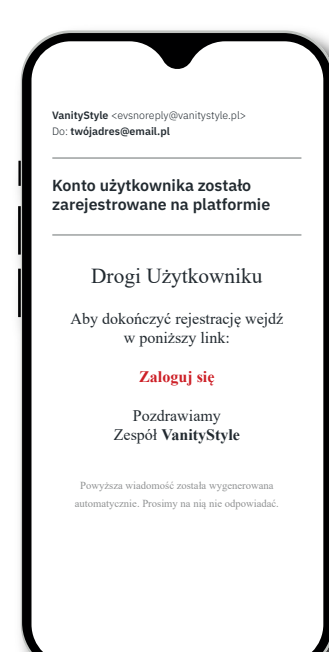 VanityStyle <evsnoreply@vanitystyle.pl>
Do: twójadres@email.pl
Konto użytkownika zostało
zarejestrowane na platformie
Drogi Użytkowniku
Aby dokończyć rejestrację wejdź
w poniższy link:
Zaloguj się
Pozdrawiamy
Zespół VanityStyle
Powyższa wiadomość została wygenerowana
automatycznie. Prosimy na nią nie odpowiadać.